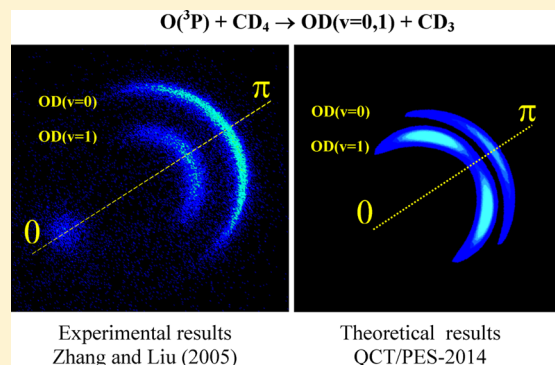 O(³P) + CD₄ → OD(v=0,1) + CD₃
OD(v=0)
OD(v=1)
π
0
OD(v=0)
OD(v=1)
π
0
Experimental results
Zhang and Liu (2005)
Theoretical results
QCT/PES-2014